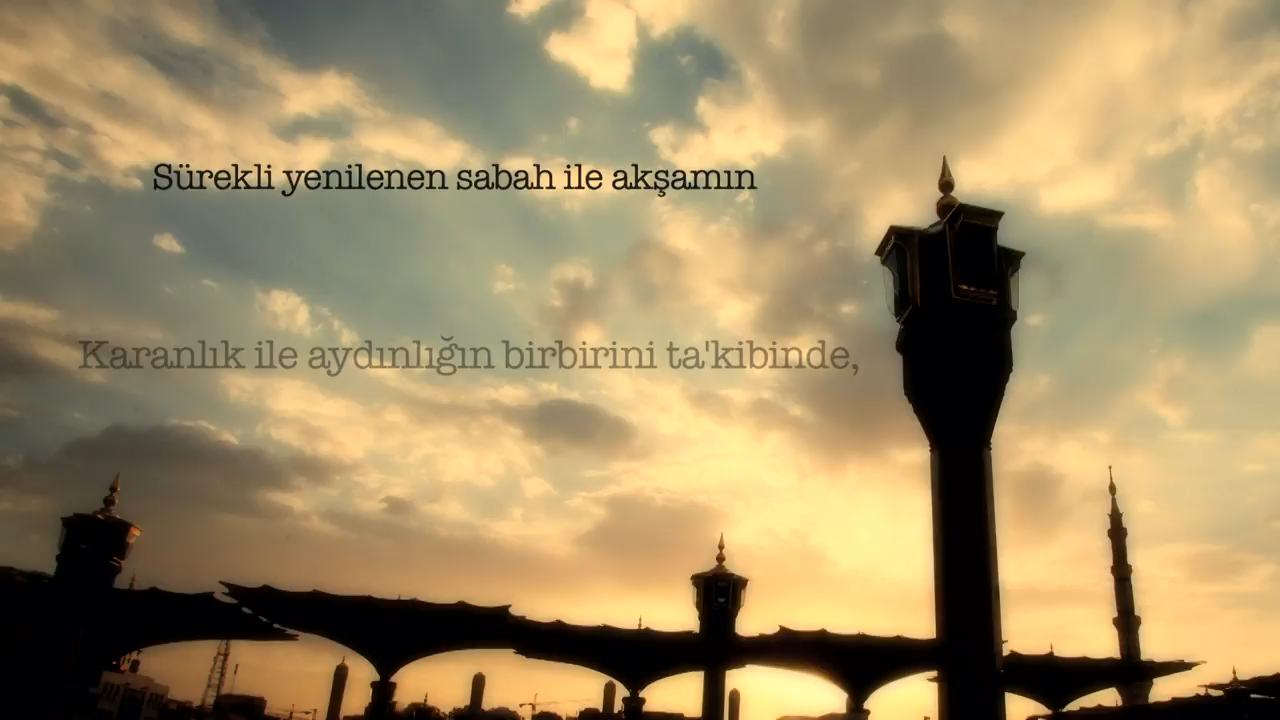 Sürekli yenilenen sabah ile akşamın
Karanlık ile aydınlığın birbirini ta'kibinde,